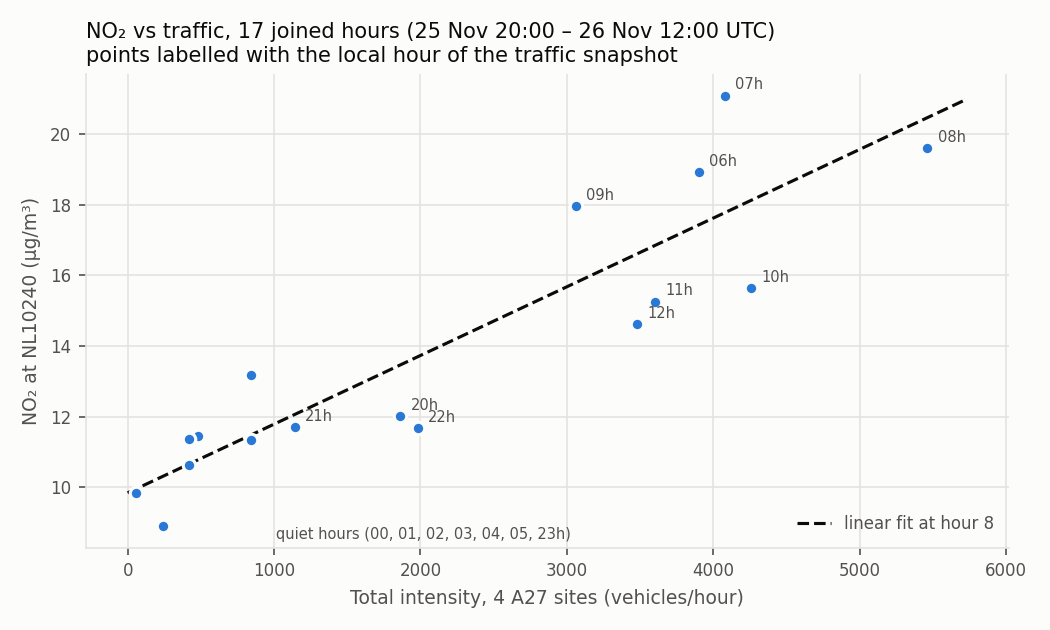 NO₂ vs traffic, 17 joined hours (25 Nov 20:00 – 26 Nov 12:00 UTC)
points labelled with the local hour of the traffic snapshot
NO₂ at NL10240 (µg/m³)
20
18
16
14
12
10
07h
08h
06h
09h
10h
11h
12h
20h
21h
22h
quiet hours (00, 01, 02, 03, 04, 05, 23h)
linear fit at hour 8
0
1000
2000
3000
4000
5000
6000
Total intensity, 4 A27 sites (vehicles/hour)